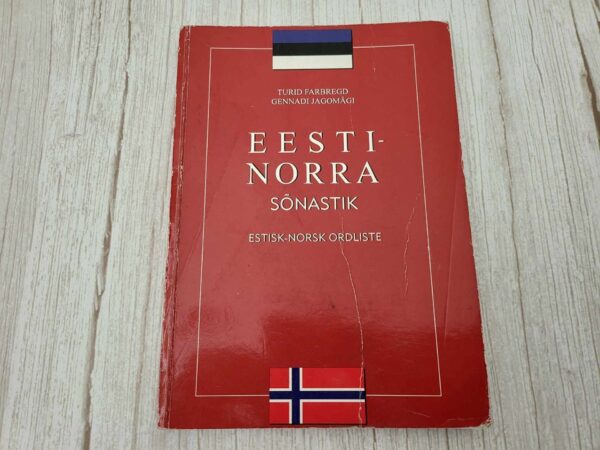 TURID FARBREGD
GENNADI JAGOMÄGI
EESTI-
NORRA
SÕNASTIK
ESTISK-NORSK ORDLISTE